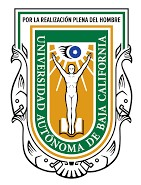 POR LA REALIZACIÓN PLENA DEL HOMBRE
UNIVERSIDAD AUTÓNOMA DE BAJA CALIFORNIA